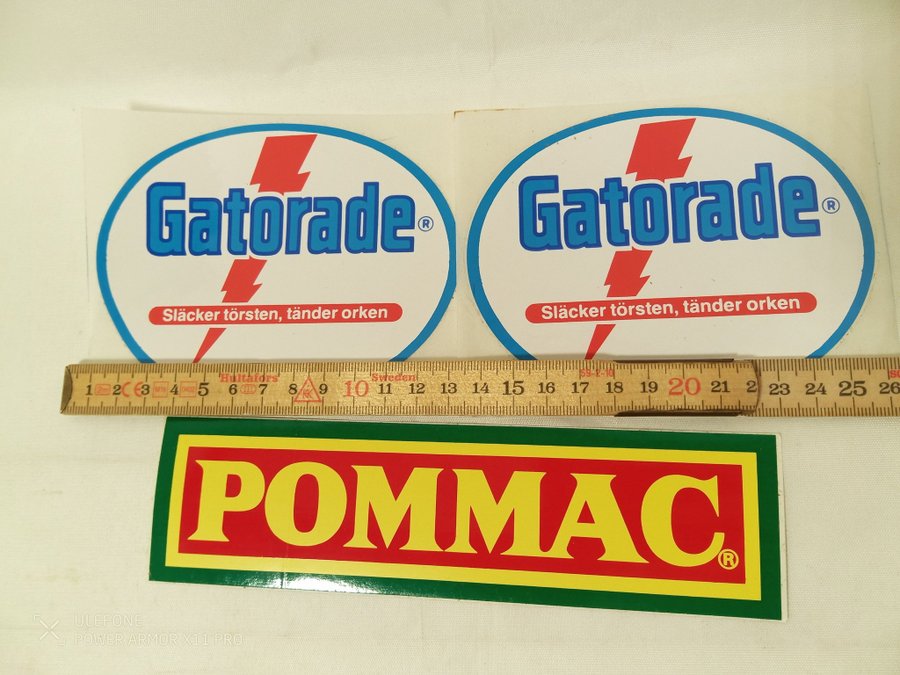 Gatorade®
Släcker törsten, tänder orken
Gatorade®
Släcker törsten, tänder orken
Hultafors Sweden
1 2 CE 3 4 5 6 7 8 9 10 11 12 13 14 15 16 17 18 19 20 21 2 23 24 25 26
POMMAC®
ULEFONE
POWER ARMOR X11 PRO